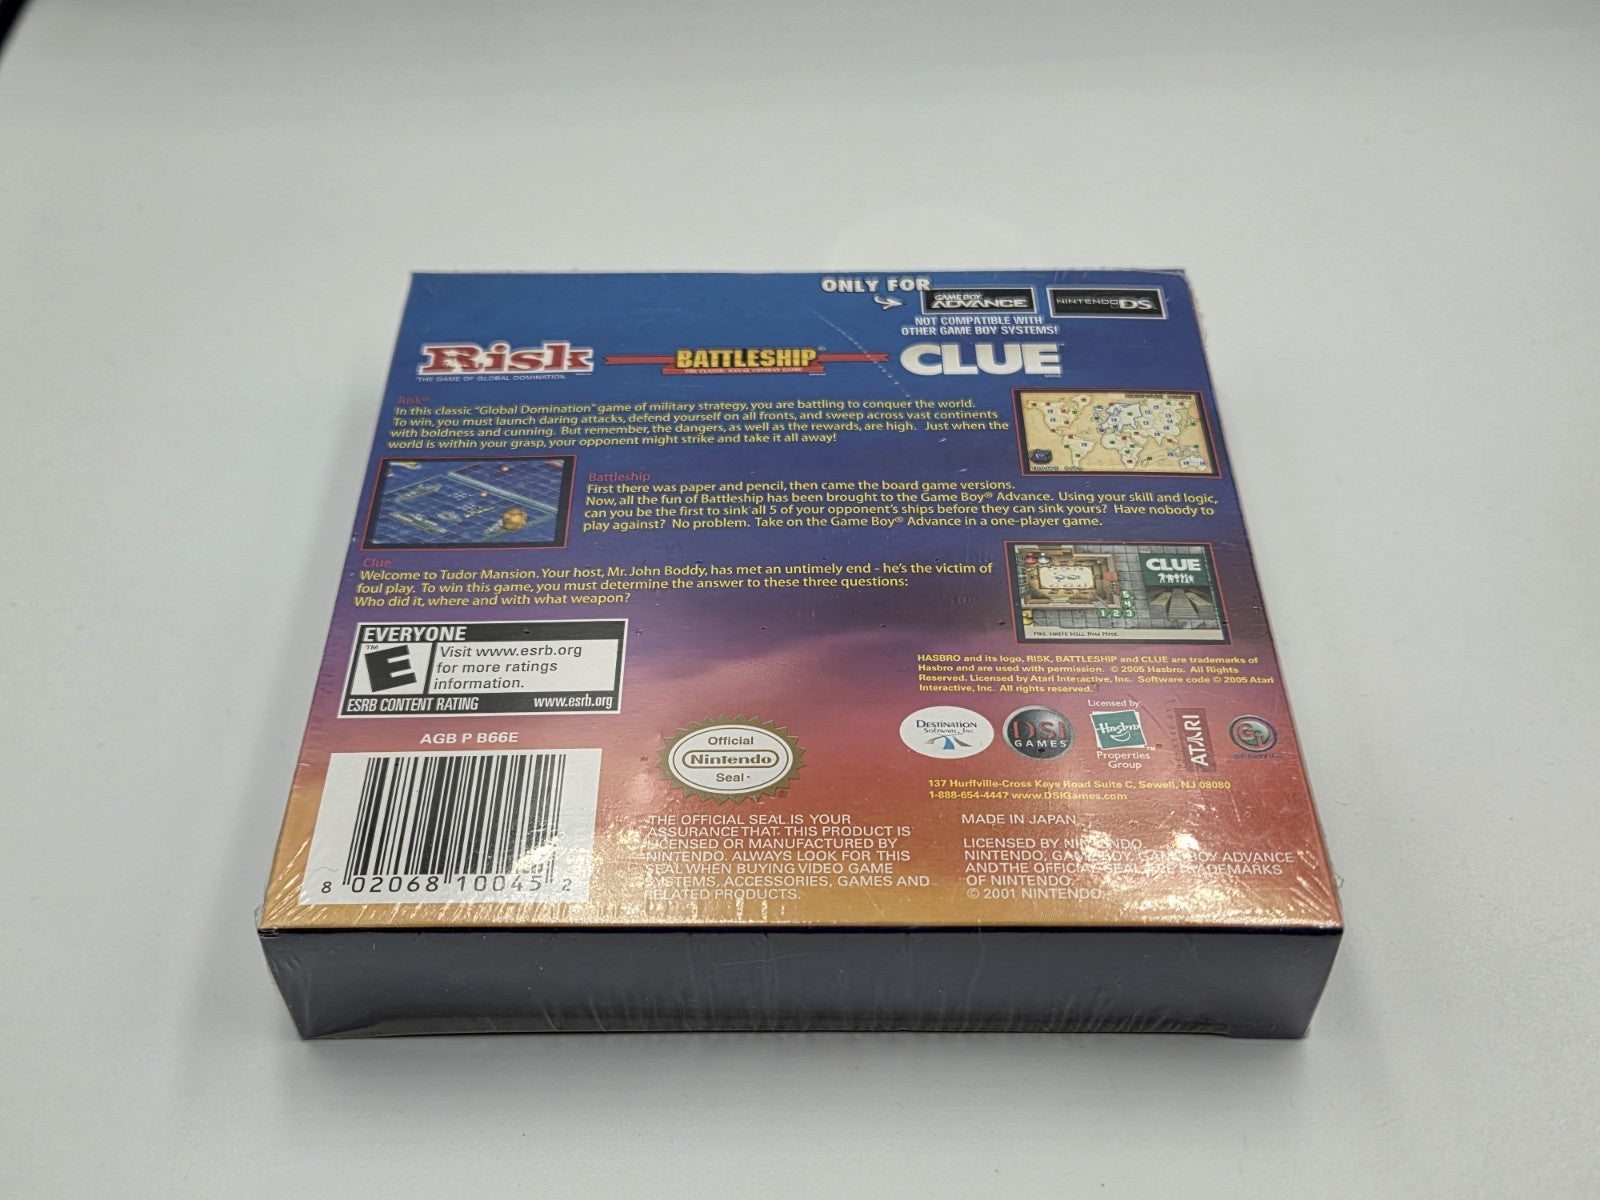 ONLY FOR
GAME BOY ADVANCE
NINTENDO DS
NOT COMPATIBLE WITH
OTHER GAME BOY SYSTEMS!
Risk
THE GAME OF GLOBAL DOMINATION
BATTLESHIP
THE CLASSIC NAVAL COMBAT GAME
CLUE
Risk®
In this classic "Global Domination" game of military strategy, you are battling to conquer the world.
To win, you must launch daring attacks, defend yourself on all fronts, and sweep across vast continents
with boldness and cunning. But remember, the dangers, as well as the rewards, are high. Just when the
world is within your grasp, your opponent might strike and take it all away!
Battleship
First there was paper and pencil, then came the board game versions.
Now, all the fun of Battleship has been brought to the Game Boy® Advance. Using your skill and logic,
can you be the first to sink all 5 of your opponent's ships before they can sink yours? Have nobody to
play against? No problem. Take on the Game Boy® Advance in a one-player game.
Clue
Welcome to Tudor Mansion. Your host, Mr. John Boddy, has met an untimely end - he's the victim of
foul play. To win this game, you must determine the answer to these three questions:
Who did it, where and with what weapon?
CLUE
5
4
1 2 3
MRS. WHITE WILL NOW MOVE
EVERYONE
E™
Visit www.esrb.org
for more ratings
information.
ESRB CONTENT RATING www.esrb.org
HASBRO and its logo, RISK, BATTLESHIP and CLUE are trademarks of
Hasbro and are used with permission. © 2005 Hasbro. All Rights
Reserved. Licensed by Atari Interactive, Inc. Software code © 2005 Atari
Interactive, Inc. All rights reserved.
DESTINATION
SOFTWARE, INC
DSI
GAMES
Licensed by:
Hasbro
Properties
Group
ATARI
AGB P B66E
8 02068 10045 2
Official
Nintendo
Seal
137 Hurffville-Cross Keys Road Suite C, Sewell, NJ 08080
1-888-654-4447 www.DSIGames.com
THE OFFICIAL SEAL IS YOUR
ASSURANCE THAT THIS PRODUCT IS
LICENSED OR MANUFACTURED BY
NINTENDO. ALWAYS LOOK FOR THIS
SEAL WHEN BUYING VIDEO GAME
SYSTEMS, ACCESSORIES, GAMES AND
RELATED PRODUCTS.
MADE IN JAPAN
LICENSED BY NINTENDO.
NINTENDO, GAME BOY, GAME BOY ADVANCE
AND THE OFFICIAL SEAL ARE TRADEMARKS
OF NINTENDO.
© 2001 NINTENDO.